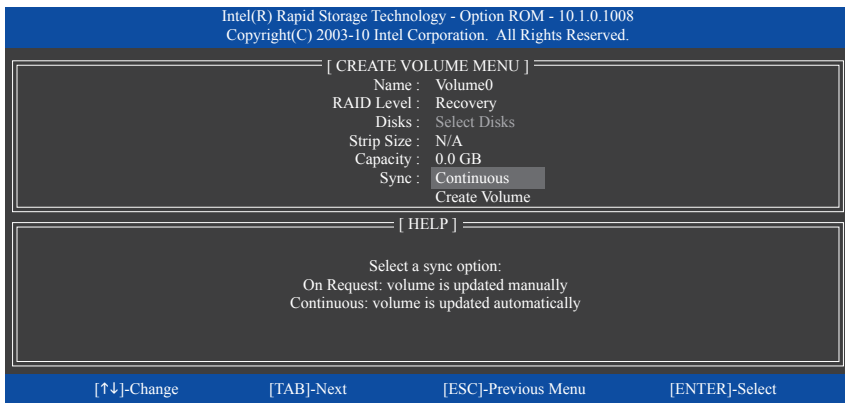 Intel(R) Rapid Storage Technology - Option ROM - 10.1.0.1008
Copyright(C) 2003-10 Intel Corporation. All Rights Reserved.
[ CREATE VOLUME MENU ]
Name : Volume0
RAID Level : Recovery
Disks : Select Disks
Strip Size : N/A
Capacity : 0.0 GB
Sync : Continuous
Create Volume
[ HELP ]
Select a sync option:
On Request: volume is updated manually
Continuous: volume is updated automatically
[↑↓]-Change [TAB]-Next [ESC]-Previous Menu [ENTER]-Select